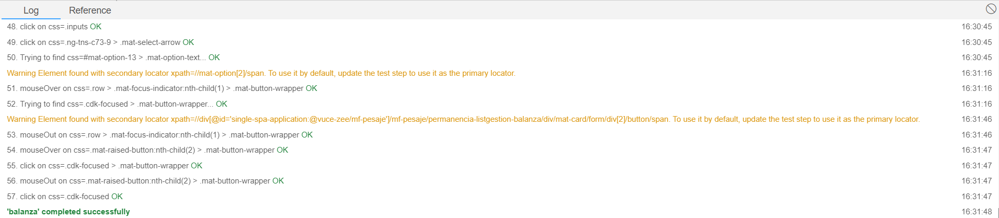 Log Reference
48. click on css=.inputs OK 16:30:45
49. click on css=.ng-tns-c73-9 > .mat-select-arrow OK 16:30:45
50. Trying to find css=#mat-option-13 > .mat-option-text... OK 16:30:45
Warning Element found with secondary locator xpath=//mat-option[2]/span. To use it by default, update the test step to use it as the primary locator. 16:31:16
51. mouseOver on css=.row > .mat-focus-indicator:nth-child(1) > .mat-button-wrapper OK 16:31:16
52. Trying to find css=.cdk-focused > .mat-button-wrapper... OK 16:31:16
Warning Element found with secondary locator xpath=//div[@id='single-spa-application:@vuce-zee/mf-pesaje']/mf-pesaje/permanencia-listgestion-balanza/div/mat-card/form/div[2]/button/span. To use it by default, update the test step to use it as the primary locator. 16:31:46
53. mouseOut on css=.row > .mat-focus-indicator:nth-child(1) > .mat-button-wrapper OK 16:31:46
54. mouseOver on css=.mat-raised-button:nth-child(2) > .mat-button-wrapper OK 16:31:47
55. click on css=.cdk-focused > .mat-button-wrapper OK 16:31:47
56. mouseOut on css=.mat-raised-button:nth-child(2) > .mat-button-wrapper OK 16:31:47
57. click on css=.cdk-focused OK 16:31:47
'balanza' completed successfully 16:31:48